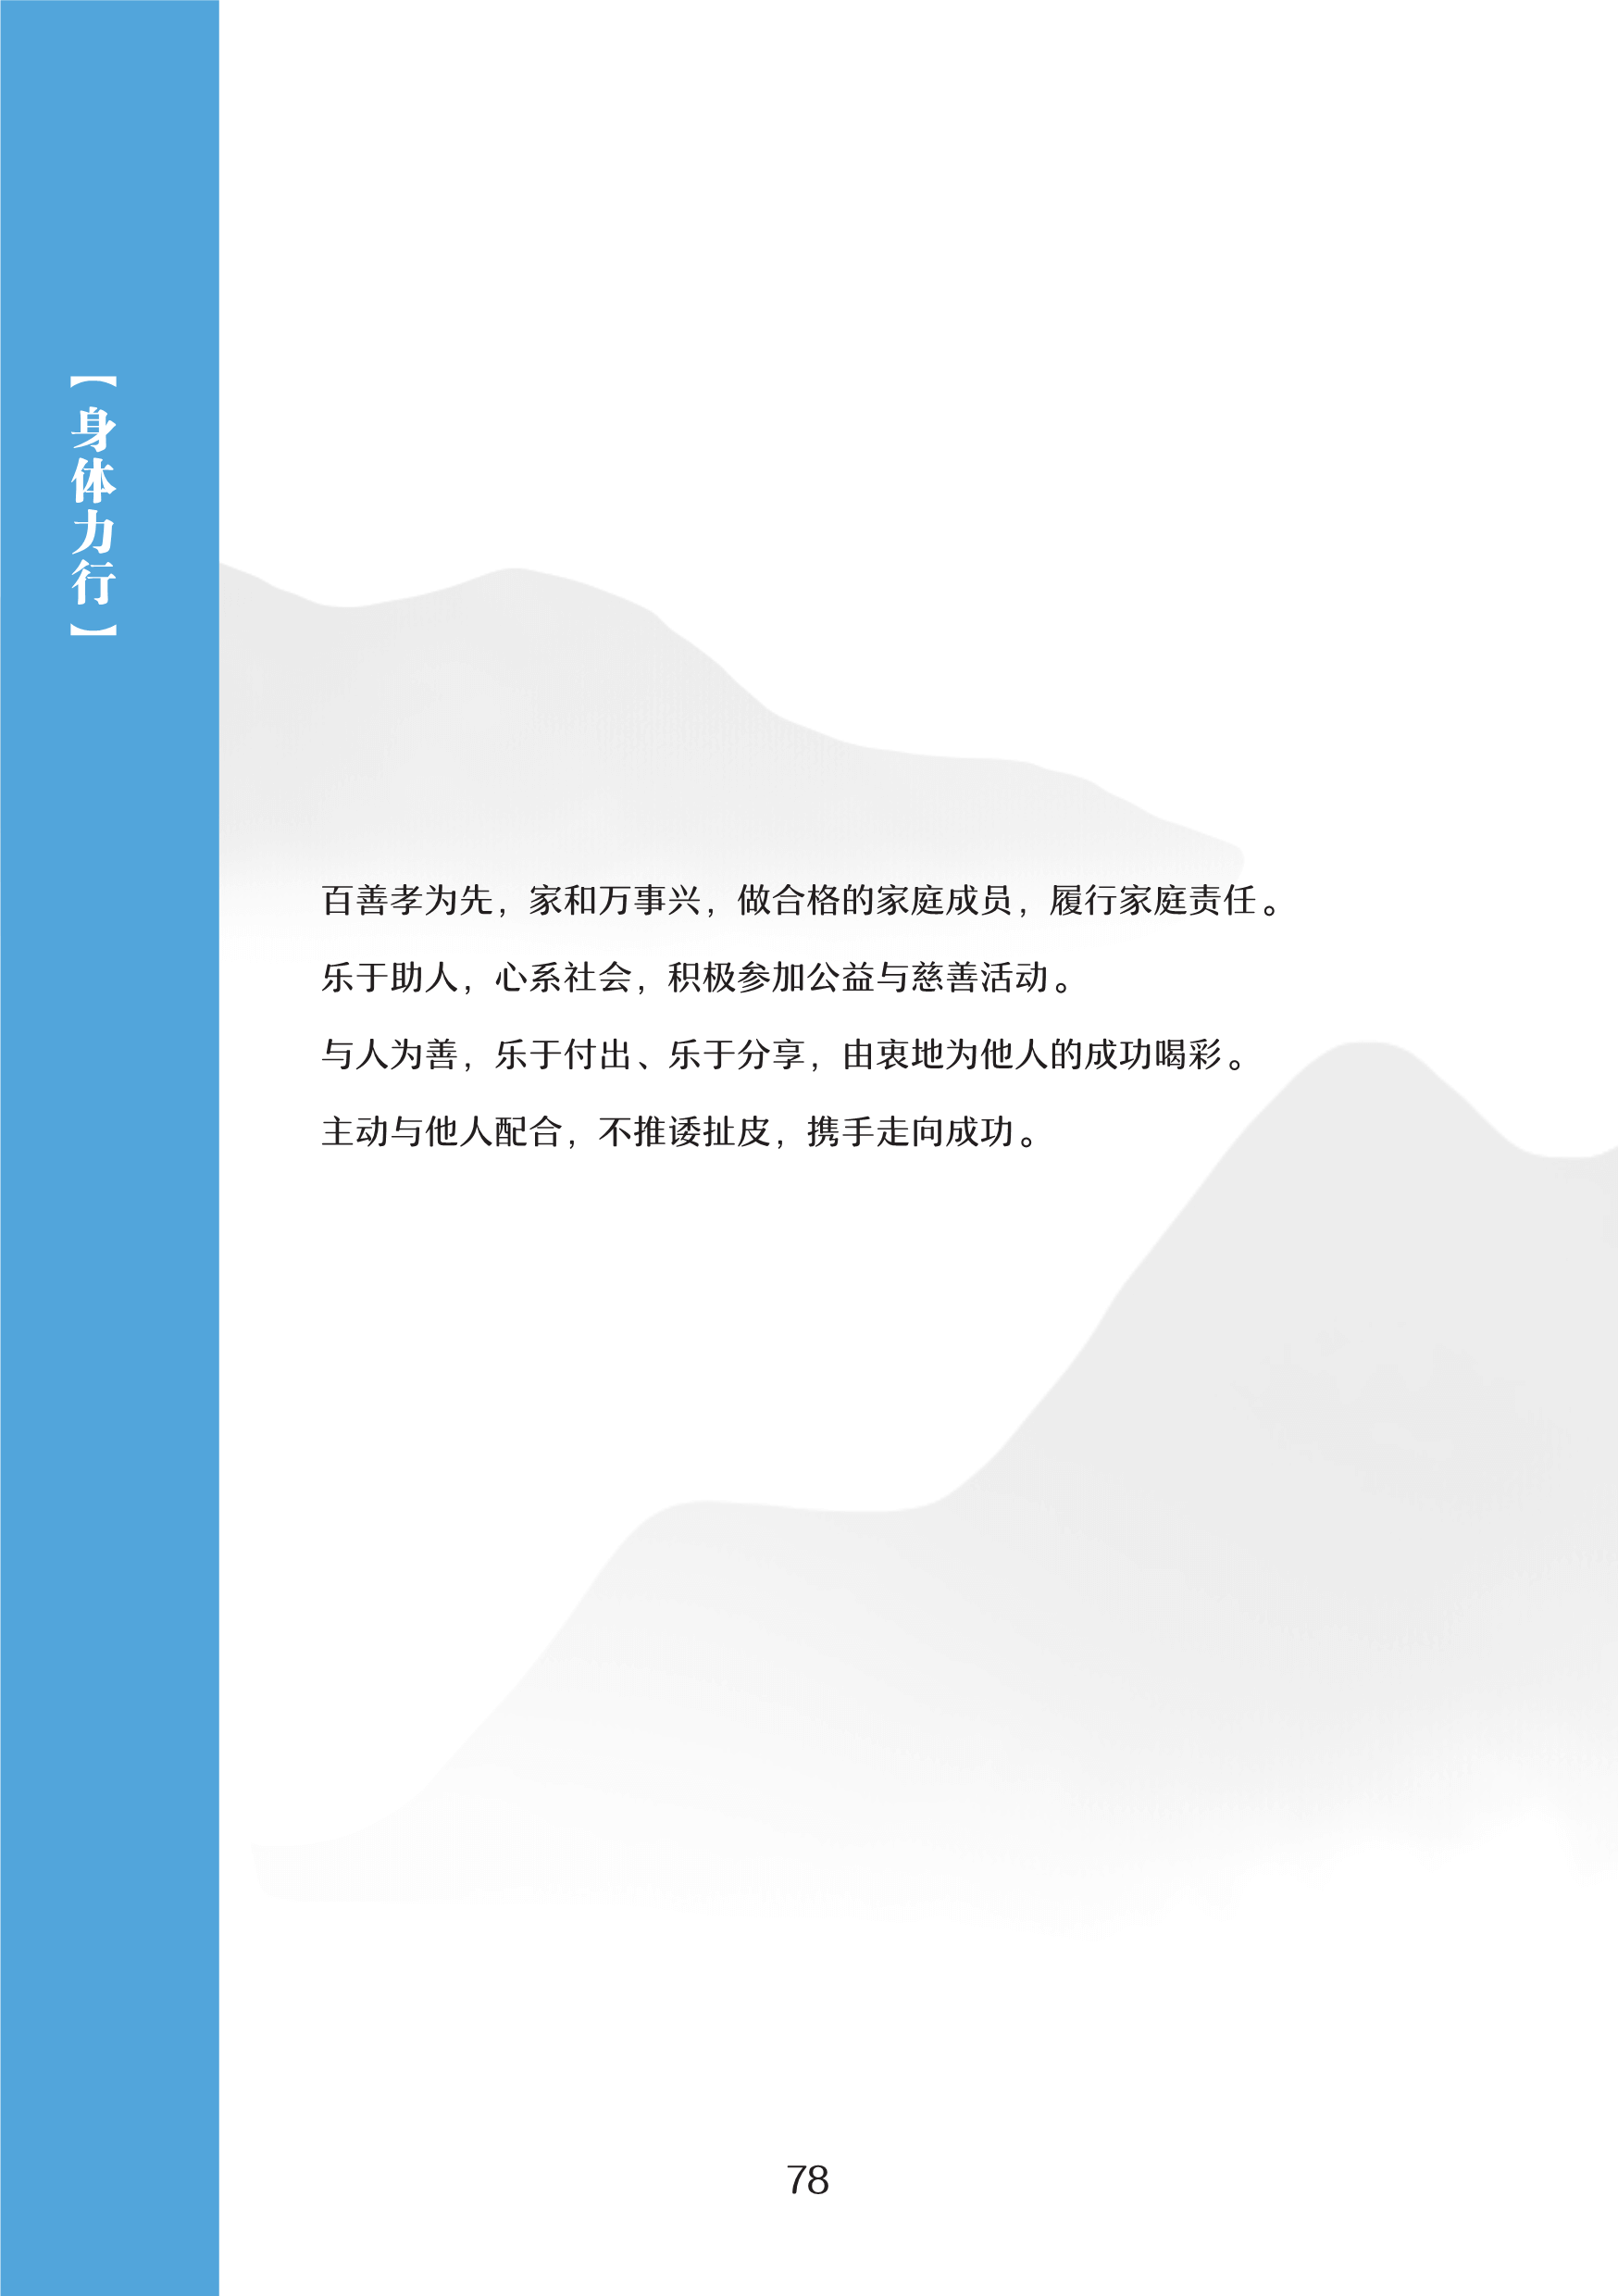 【身体力行】
百善孝为先，家和万事兴，做合格的家庭成员，履行家庭责任。
乐于助人，心系社会，积极参加公益与慈善活动。
与人为善，乐于付出、乐于分享，由衷地为他人的成功喝彩。
主动与他人配合，不推诿扯皮，携手走向成功。
78